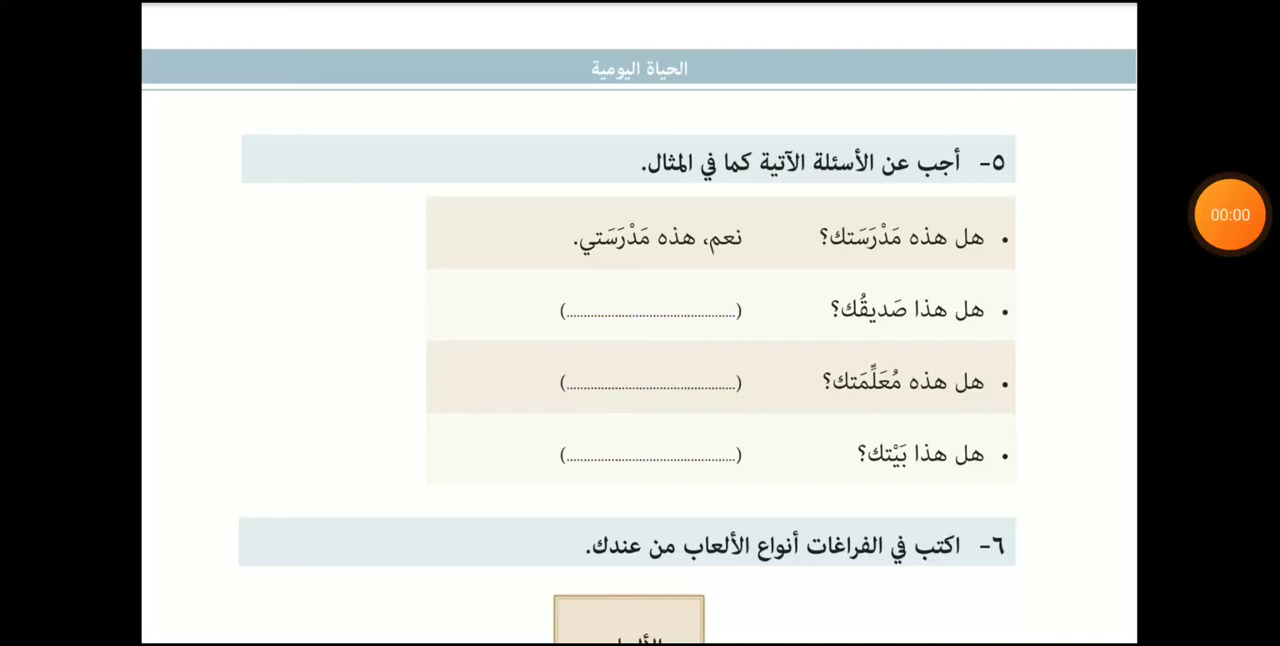 الحياة اليومية
٥- أجب عن الأسئلة الآتية كما في المثال.
• هل هذه مَدْرَسَتك؟ نعم، هذه مَدْرَسَتي.
• هل هذا صَديقُك؟ (................................................)
• هل هذه مُعَلِّمَتك؟ (................................................)
• هل هذا بَيْتك؟ (................................................)
00:00
٦- اكتب في الفراغات أنواع الألعاب من عندك.